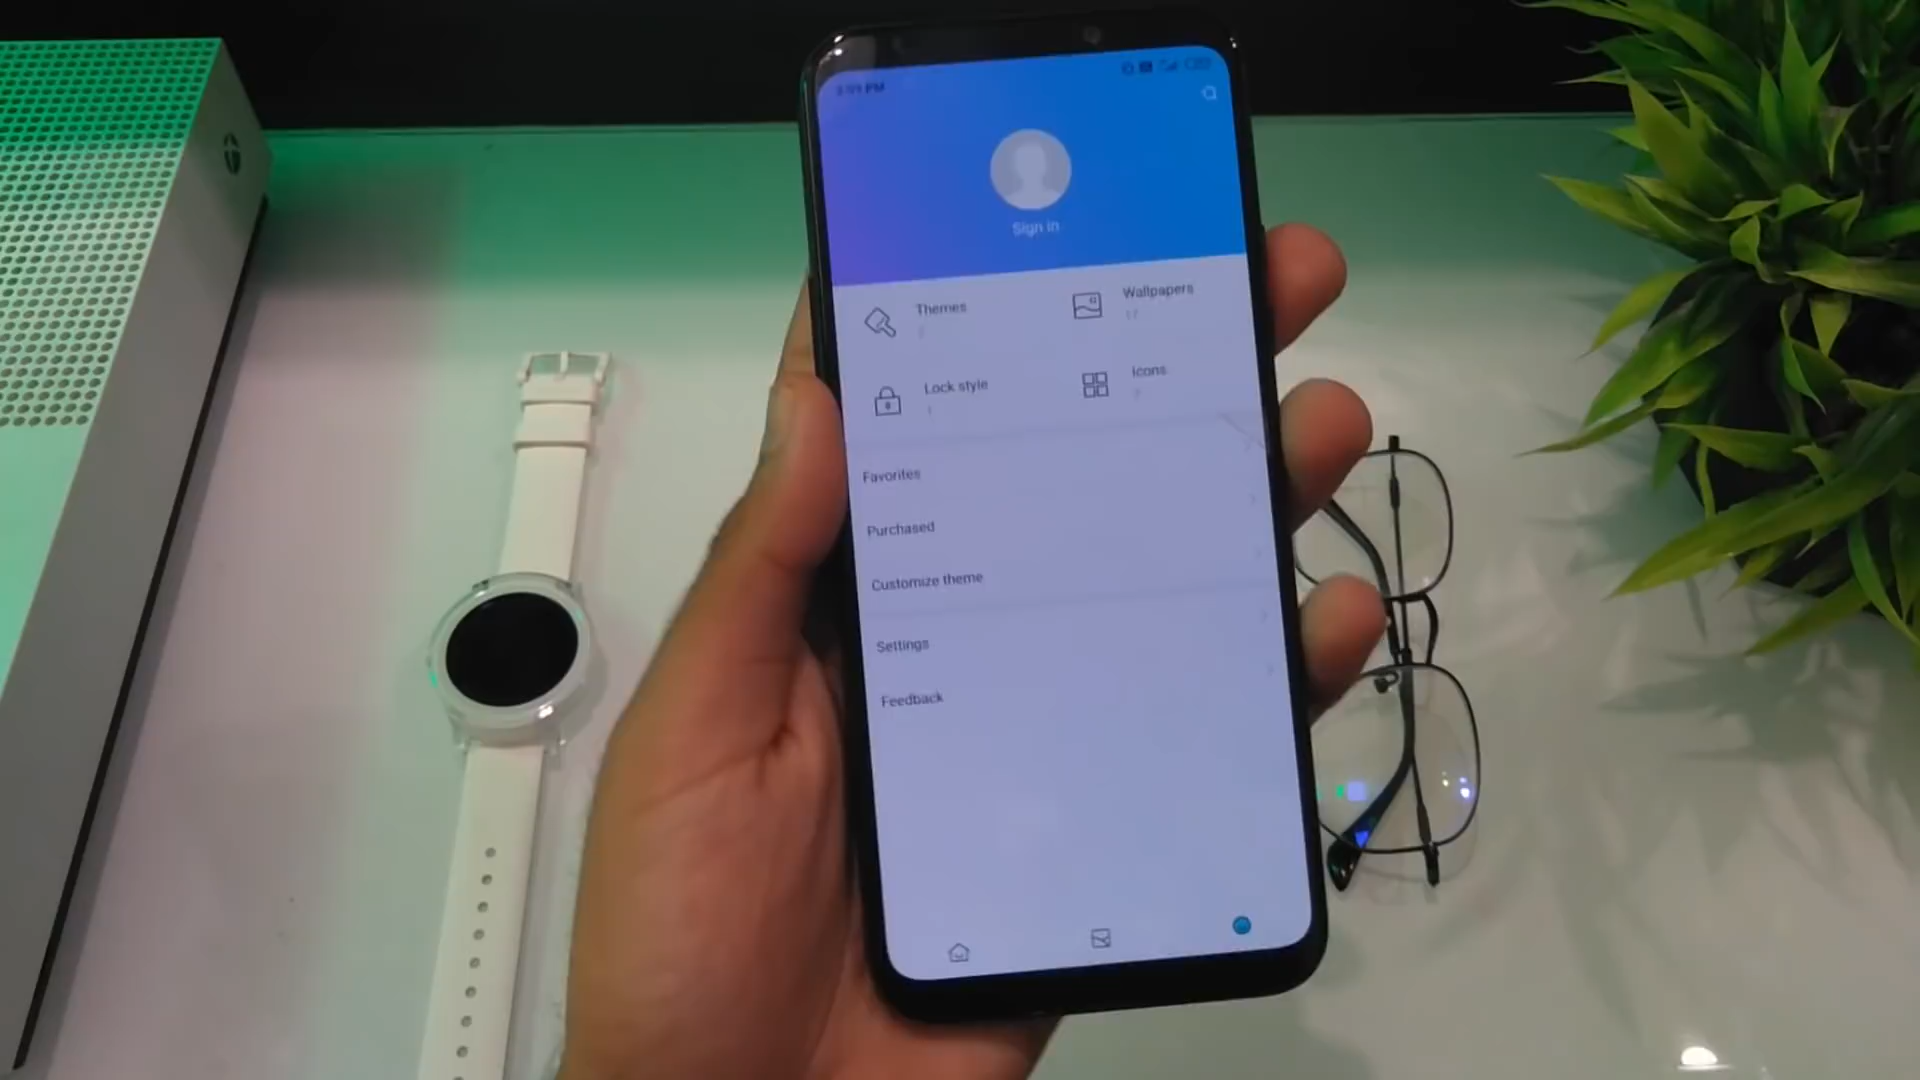 Sign in
Themes
Wallpapers
Lock style
Icons
Favorites
Purchased
Customize theme
Settings
Feedback